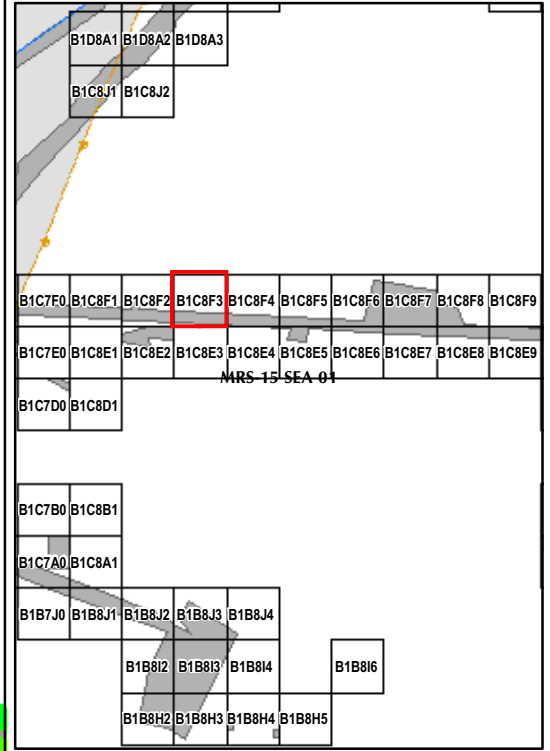 B1D8A1 B1D8A2 B1D8A3
B1C8J1 B1C8J2
B1C7F0 B1C8F1 B1C8F2 B1C8F3 B1C8F4 B1C8F5 B1C8F6 B1C8F7 B1C8F8 B1C8F9
B1C7E0 B1C8E1 B1C8E2 B1C8E3 B1C8E4 B1C8E5 B1C8E6 B1C8E7 B1C8E8 B1C8E9
MRS-15 SEA 01
B1C7D0 B1C8D1
B1C7B0 B1C8B1
B1C7A0 B1C8A1
B1B7J0 B1B8J1 B1B8J2 B1B8J3 B1B8J4
B1B8I2 B1B8I3 B1B8I4 B1B8I6
B1B8H2 B1B8H3 B1B8H4 B1B8H5